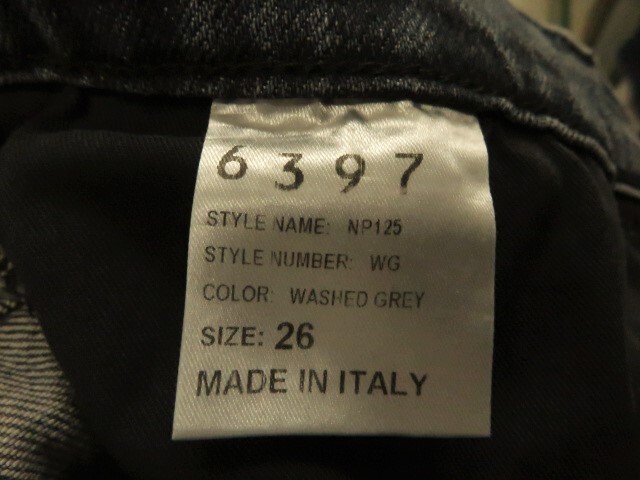 6397
STYLE NAME: NP125
STYLE NUMBER: WG
COLOR: WASHED GREY
SIZE: 26
MADE IN ITALY